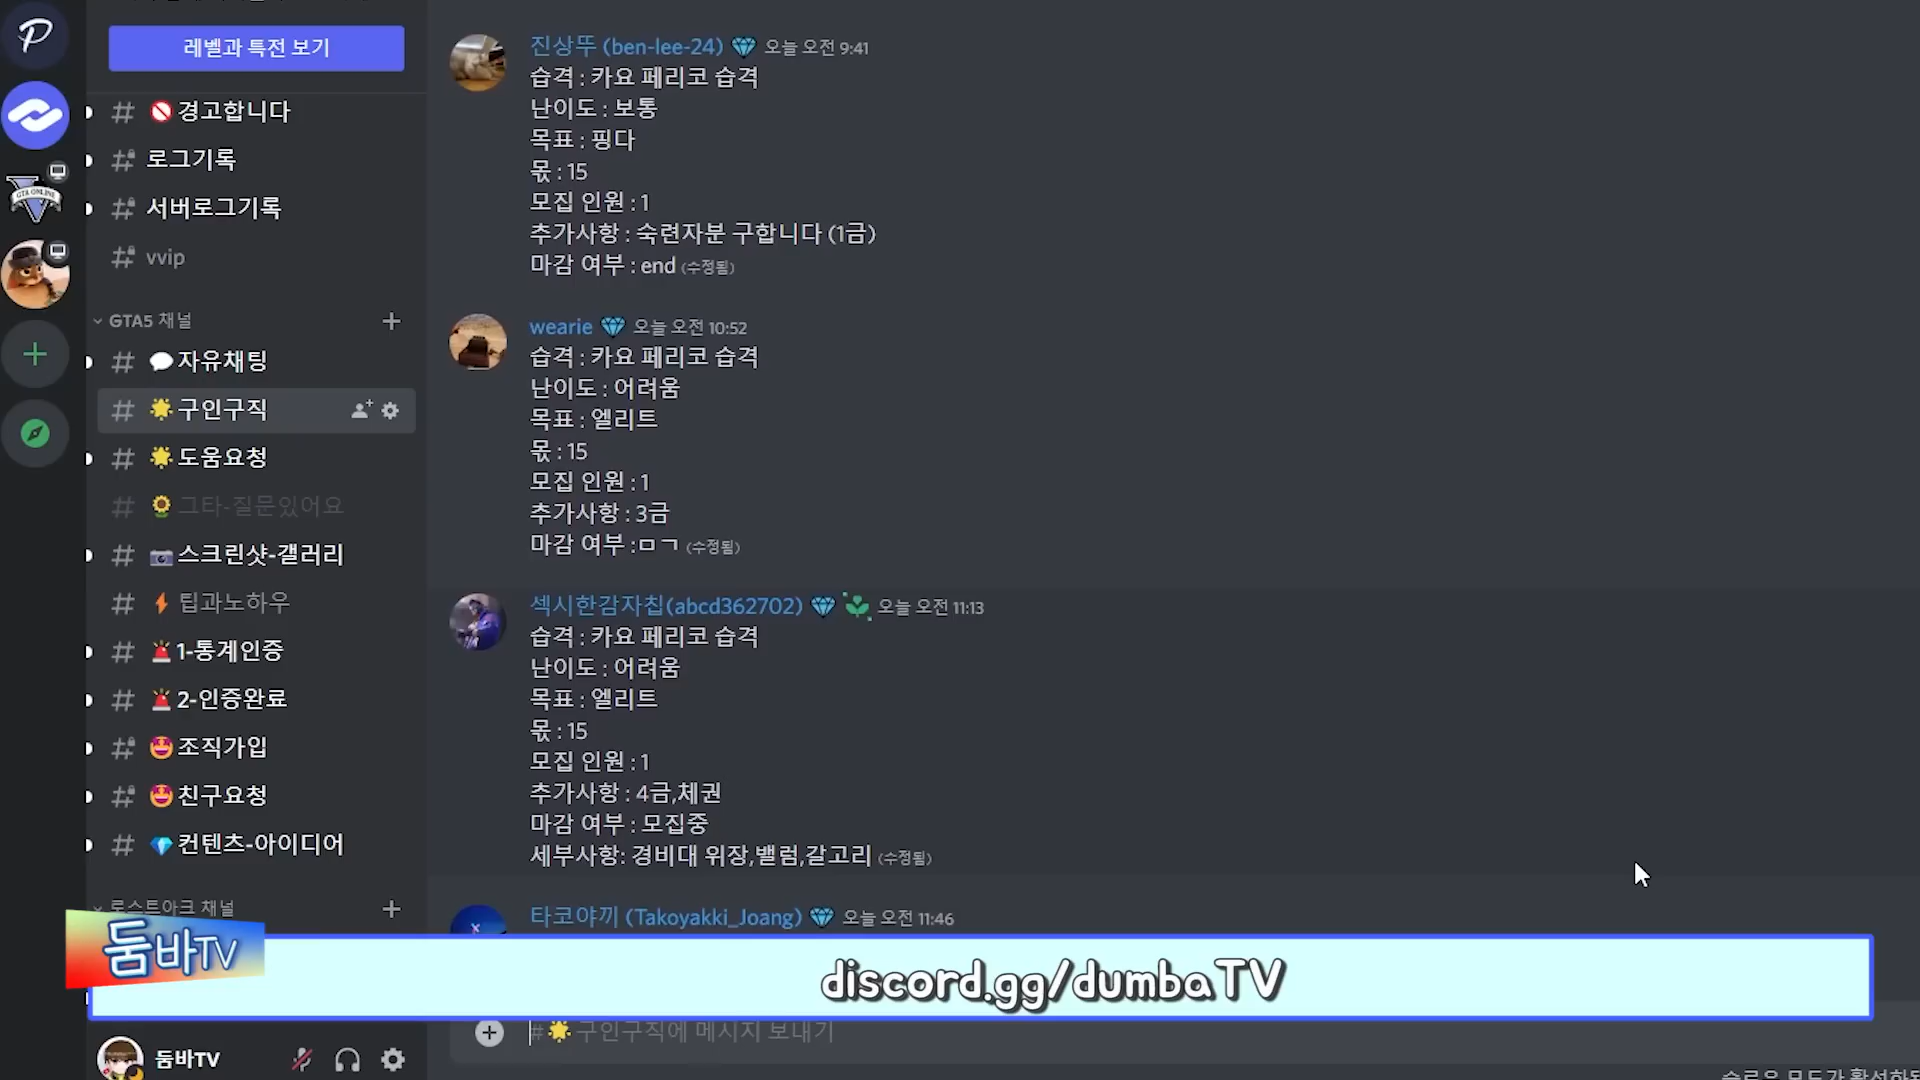 레벨과 특전 보기
경고합니다
로그기록
서버로그기록
vvip
GTA5 채널
자유채팅
구인구직
도움요청
그타-질문있어요
스크린샷-갤러리
팁과노하우
1-통계인증
2-인증완료
조직가입
친구요청
컨텐츠-아이디어
로스트아크 채널
둠바TV
GTA ONLINE
진상뚜 (ben-lee-24) 오늘 오전 9:41
습격 : 카요 페리코 습격
난이도 : 보통
목표 : 핑다
몫 : 15
모집 인원 : 1
추가사항 : 숙련자분 구합니다 (1금)
마감 여부 : end (수정됨)
wearie 오늘 오전 10:52
습격 : 카요 페리코 습격
난이도 : 어려움
목표 : 엘리트
몫 : 15
모집 인원 : 1
추가사항 : 3금
마감 여부 :ㅁㄱ (수정됨)
섹시한감자칩(abcd362702) 오늘 오전 11:13
습격 : 카요 페리코 습격
난이도 : 어려움
목표 : 엘리트
몫 : 15
모집 인원 : 1
추가사항 : 4금,체권
마감 여부 : 모집중
세부사항: 경비대 위장,밸럼,갈고리 (수정됨)
타코야끼 (Takoyakki_Joang) 오늘 오전 11:46
둠바TV
discord.gg/dumbaTV
#구인구직에 메시지 보내기